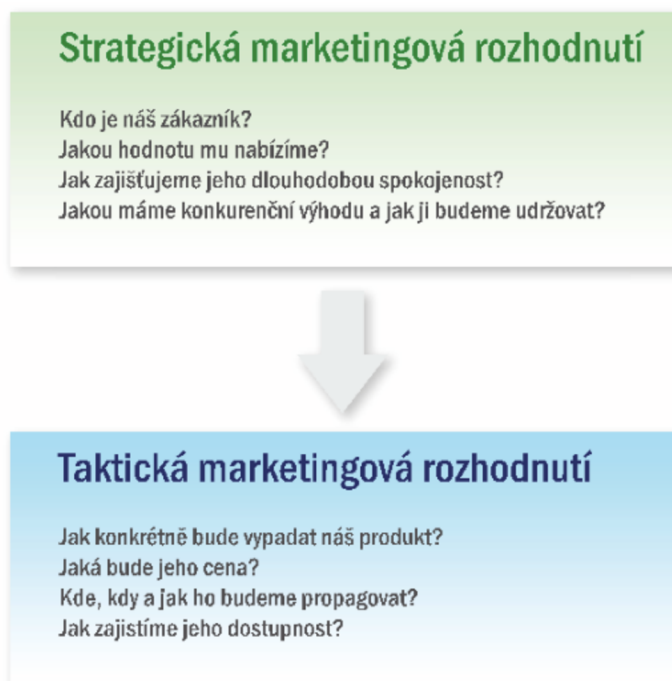 Strategická marketingová rozhodnutí
Kdo je náš zákazník?
Jakou hodnotu mu nabízíme?
Jak zajišťujeme jeho dlouhodobou spokojenost?
Jakou máme konkurenční výhodu a jak ji budeme udržovat?
Taktická marketingová rozhodnutí
Jak konkrétně bude vypadat náš produkt?
Jaká bude jeho cena?
Kde, kdy a jak ho budeme propagovat?
Jak zajistíme jeho dostupnost?